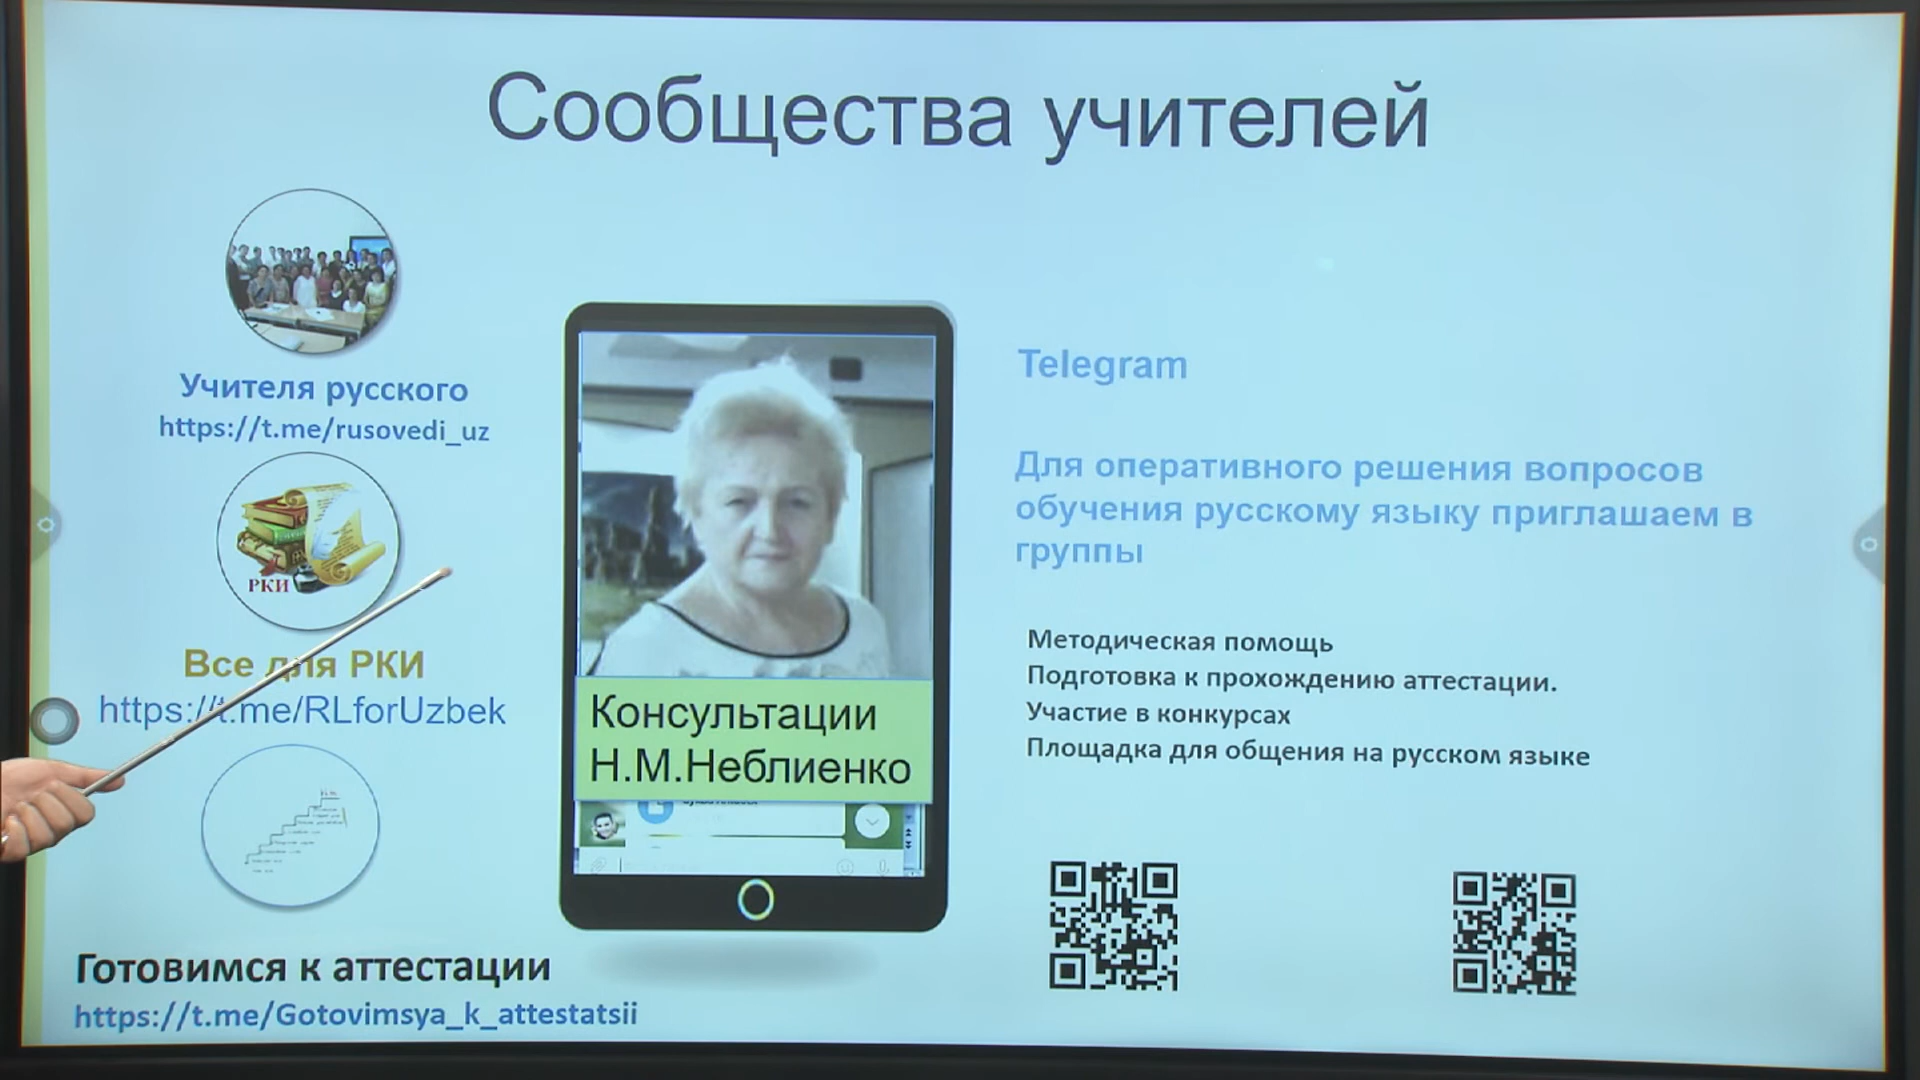 Сообщества учителей
Учителя русского
https://t.me/rusovedi_uz
РКИ
Все для РКИ
https://t.me/RLforUzbek
Готовимся к аттестации
https://t.me/Gotovimsya_k_attestatsii
Консультации
Н.М.Неблиенко
Telegram
Для оперативного решения вопросов
обучения русскому языку приглашаем в
группы
Методическая помощь
Подготовка к прохождению аттестации.
Участие в конкурсах
Площадка для общения на русском языке